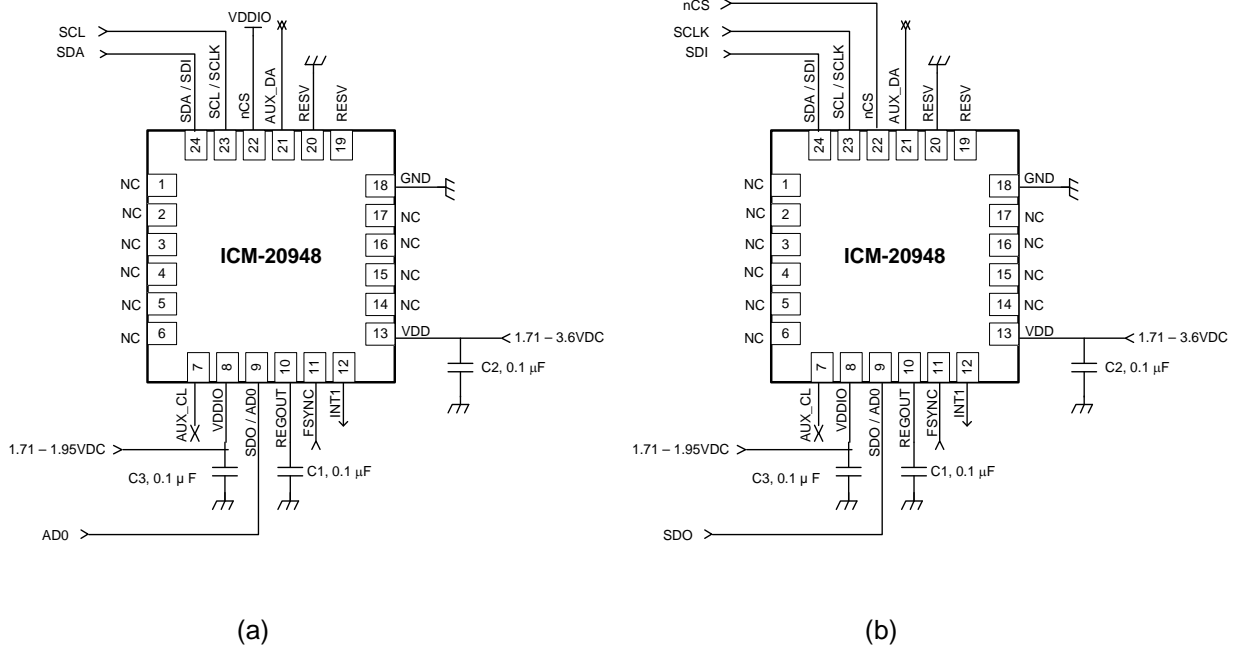 SCL
SDA
VDDIO
SDA / SDI
SCL / SCLK
nCS
AUX_DA
RESV
RESV
24
23
22
21
20
19
NC 1
NC 2
NC 3
NC 4
NC 5
NC 6
ICM-20948
18 GND
17 NC
16 NC
15 NC
14 NC
13 VDD
1.71 – 3.6VDC
C2, 0.1 μF
7
8
9
10
11
12
AUX_CL
VDDIO
SDO / AD0
REGOUT
FSYNC
INT1
1.71 – 1.95VDC
C3, 0.1 μ F
C1, 0.1 μF
AD0
(a)
nCS
SCLK
SDI
SDA / SDI
SCL / SCLK
nCS
AUX_DA
RESV
RESV
24
23
22
21
20
19
NC 1
NC 2
NC 3
NC 4
NC 5
NC 6
ICM-20948
18 GND
17 NC
16 NC
15 NC
14 NC
13 VDD
1.71 – 3.6VDC
C2, 0.1 μF
7
8
9
10
11
12
AUX_CL
VDDIO
SDO / AD0
REGOUT
FSYNC
INT1
1.71 – 1.95VDC
C3, 0.1 μ F
C1, 0.1 μF
SDO
(b)